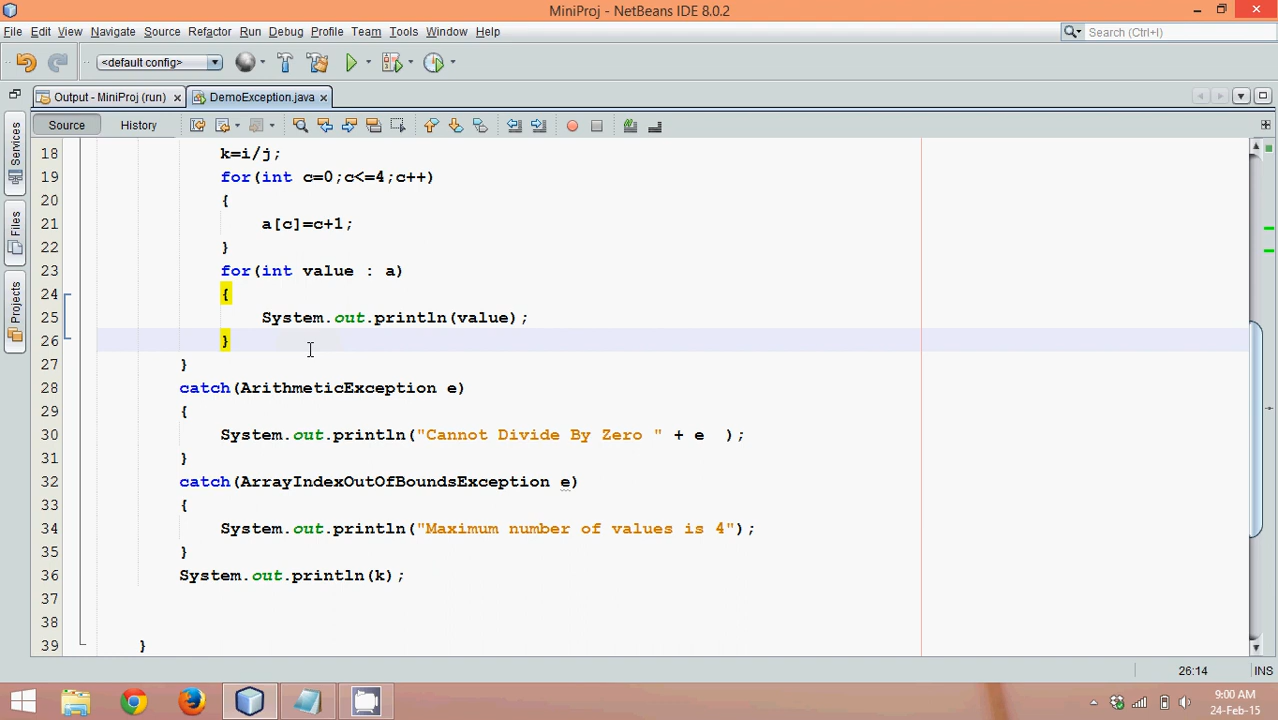 MiniProj - NetBeans IDE 8.0.2
File Edit View Navigate Source Refactor Run Debug Profile Team Tools Window Help
Search (Ctrl+I)
<default config>
Output - MiniProj (run) DemoException.java
Source History
Services
Files
Projects
18 k=i/j;
19 for(int c=0;c<=4;c++)
20 {
21 a[c]=c+1;
22 }
23 for(int value : a)
24 {
25 System.out.println(value);
26 }
27 }
28 catch(ArithmeticException e)
29 {
30 System.out.println("Cannot Divide By Zero " + e  );
31 }
32 catch(ArrayIndexOutOfBoundsException e)
33 {
34 System.out.println("Maximum number of values is 4");
35 }
36 System.out.println(k);
37
38
39 }
26:14 INS
9:00 AM
24-Feb-15